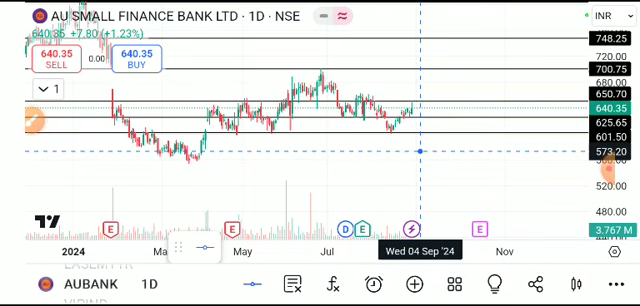 AU SMALL FINANCE BANK LTD · 1D · NSE
640.35 +7.80 (+1.23%)
640.35
SELL
0.00
640.35
BUY
1
INR
748.25
720.00
700.75
650.70
640.35
625.65
601.50
573.20
520.00
480.00
3.767 M
E
E
D
E
E
2024
May
Jul
Wed 04 Sep '24
Nov
AUBANK 1D